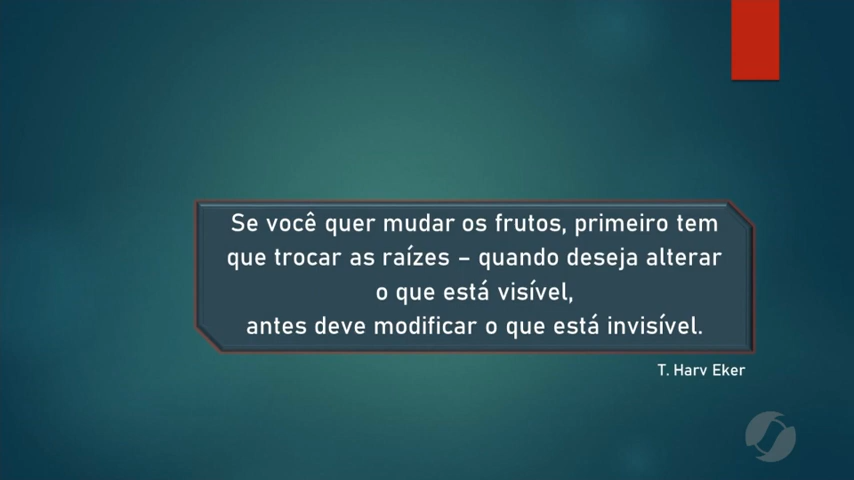 Se você quer mudar os frutos, primeiro tem
que trocar as raízes – quando deseja alterar
o que está visível,
antes deve modificar o que está invisível.
T. Harv Eker